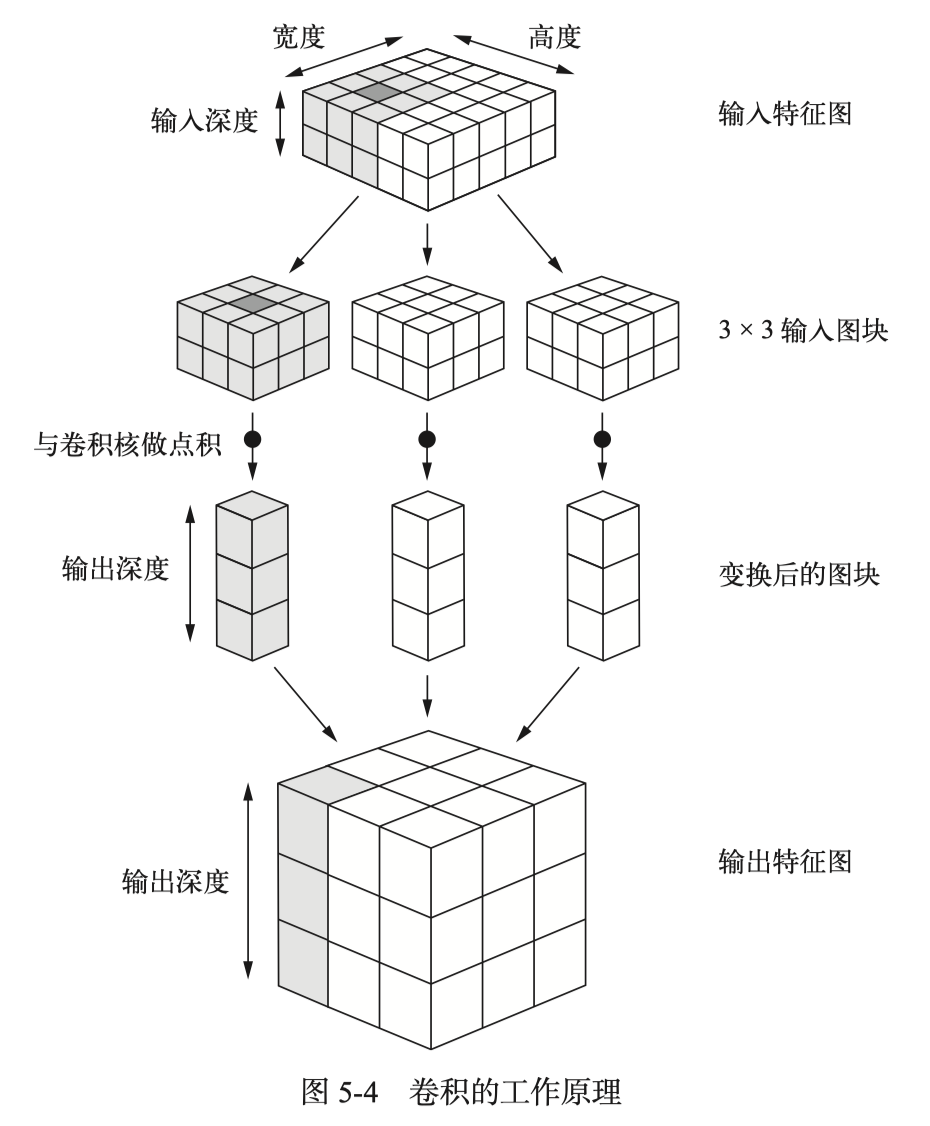 宽度
高度
输入深度
输入特征图
3 × 3 输入图块
与卷积核做点积
输出深度
变换后的图块
输出深度
输出特征图
图 5-4 卷积的工作原理